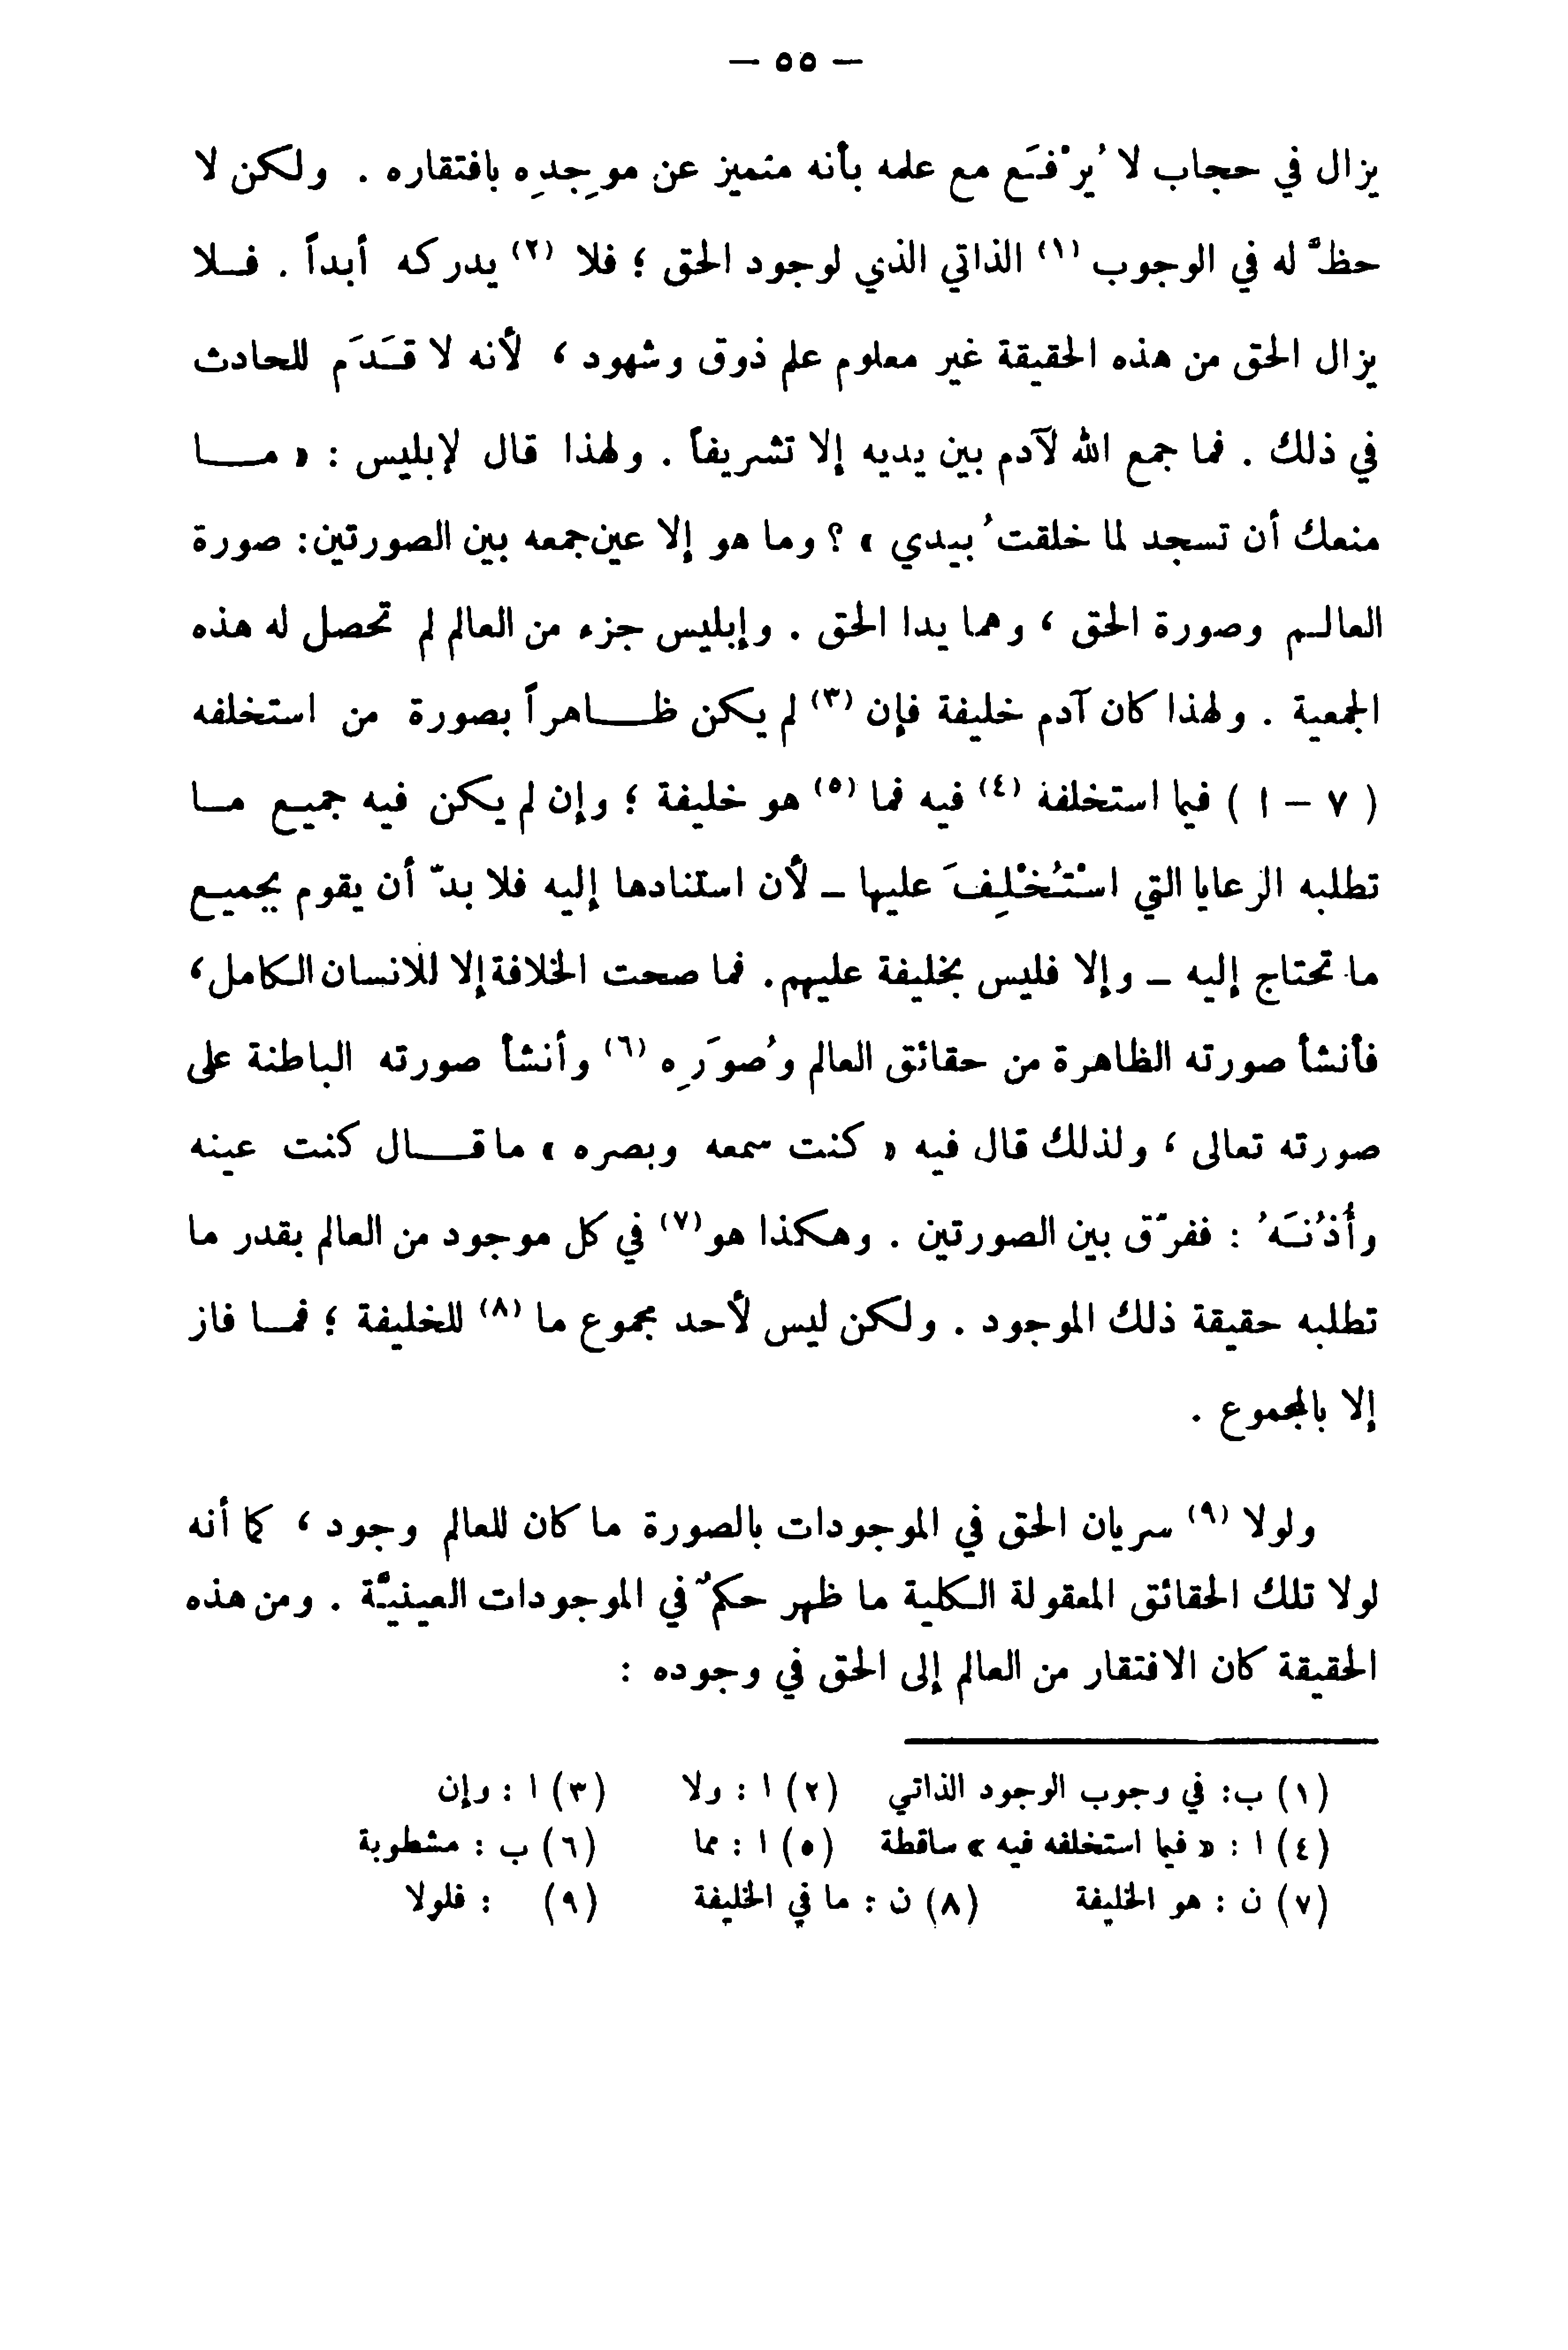 — ٥٥ —
يزال في حجاب لا يُرْفَع مع علمه بأنه متميز عن موجِدِه بافتقاره . ولكن لا
حظَّ له في الوجوب (١) الذاتي الذي لوجود الحق ؛ فلا (٢) يدركه أبداً . فلا
يزال الحق من هذه الحقيقة غير معلوم علم ذوق وشهود ، لأنه لا قَدَم للحادث
في ذلك . فما جمع الله لآدم بين يديه إلا تشريفاً . ولهذا قال لإبليس : « ما
منعك أن تسجد لما خلقتُ بيدي » ؟ وما هو إلا عين جمعه بين الصورتين: صورة
العالم وصورة الحق ، وهما يدا الحق . وإبليس جزء من العالم لم تحصل له هذه
الجمعية . ولهذا كان آدم خليفة فإن (٣) لم يكن ظاهراً بصورة من استخلفه
( ٧ – ا ) فيما استخلفه (٤) فيه فما (٥) هو خليفة ؛ وإن لم يكن فيه جميع ما
تطلبه الرعايا التي اسْتُخْلِفَ عليها – لأن استنادها إليه فلا بدّ أن يقوم بجميع
ما تحتاج إليه – وإلا فليس بخليفة عليهم. فما صحت الخلافة إلا للانسان الكامل ،
فأنشأ صورته الظاهرة من حقائق العالم وصُوَرِه (٦) وأنشأ صورته الباطنة على
صورته تعالى ، ولذلك قال فيه « كنت سمعه وبصره » ما قال كنت عينه
وأُذُنَهُ : ففرّق بين الصورتين . وهكذا هو (٧) في كل موجود من العالم بقدر ما
تطلبه حقيقة ذلك الموجود . ولكن ليس لأحد مجموع ما (٨) للخليفة ؛ فما فاز
إلا بالمجموع .
ولولا (٩) سريان الحق في الموجودات بالصورة ما كان للعالم وجود ، كما أنه
لولا تلك الحقائق المعقولة الكلية ما ظهر حكمٌ في الموجودات العينيَّة . ومن هذه
الحقيقة كان الافتقار من العالم إلى الحق في وجوده :
(١) ب: في وجوب الوجود الذاتي (٢) ا : ولا (٣) ا : وإن
(٤) ا : « فيما استخلفه فيه » ساقطة (٥) ا : مما (٦) ب : مشطوبة
(٧) ن : هو الخليفة (٨) ن : ما في الخليفة (٩) : فلولا